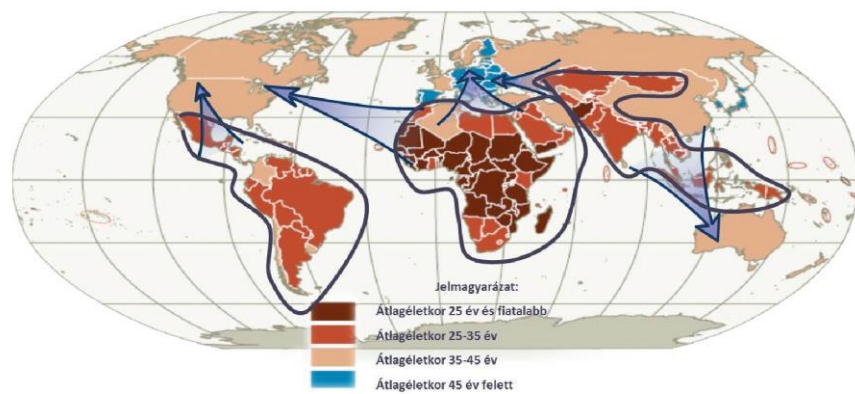 Jelmagyarázat:
Átlagéletkor 25 év és fiatalabb
Átlagéletkor 25-35 év
Átlagéletkor 35-45 év
Átlagéletkor 45 év felett